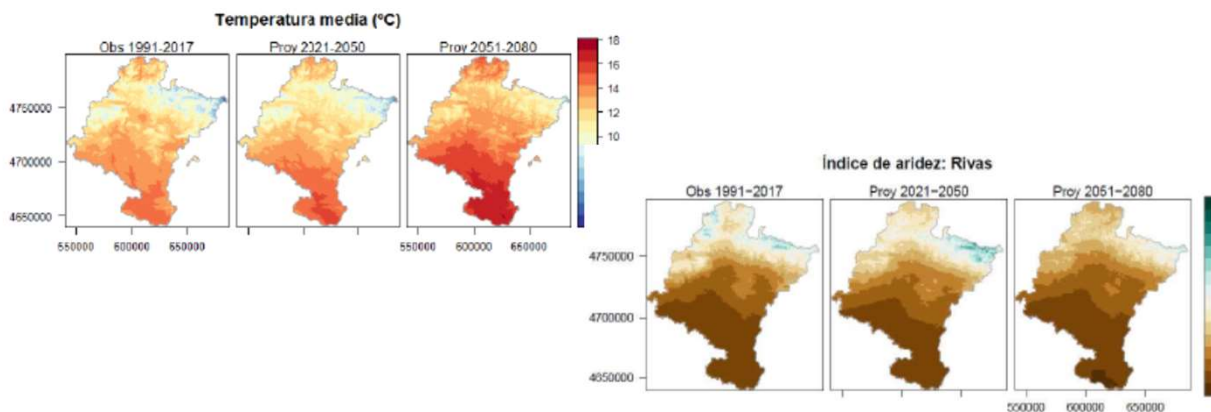 Temperatura media (ºC)
Obs 1991-2017 Proy 2021-2050 Proy 2051-2080
18
16
14
12
10
4750000
4700000
4650000
550000 600000 650000 600000 650000
Índice de aridez: Rivas
Obs 1991-2017 Proy 2021-2050 Proy 2051-2080
4750000
4700000
4650000
550000 600000 650000